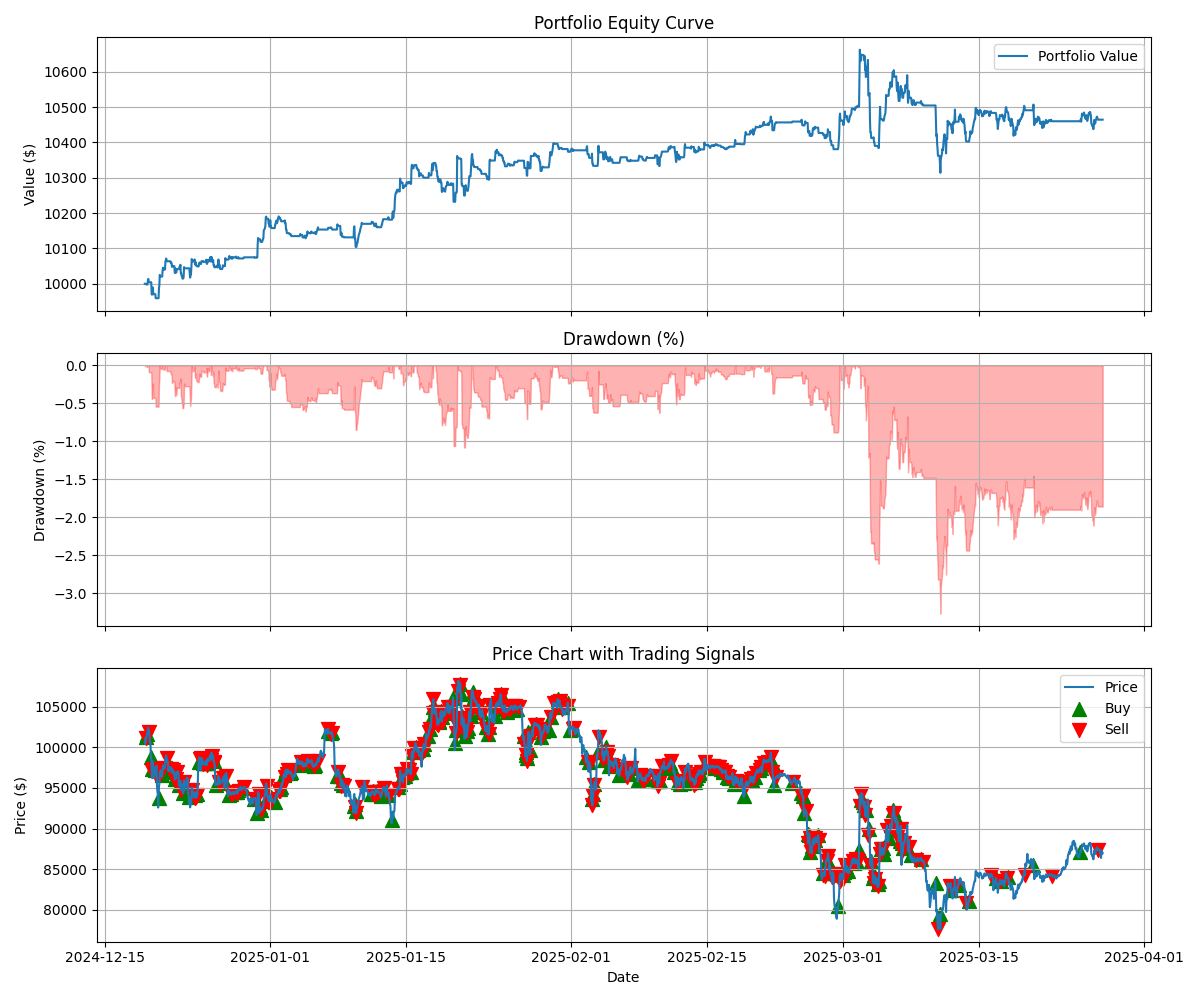 Portfolio Equity Curve
Portfolio Value
Value ($)
10600
10500
10400
10300
10200
10100
10000
Drawdown (%)
Drawdown (%)
0.0
−0.5
−1.0
−1.5
−2.0
−2.5
−3.0
Price Chart with Trading Signals
Price
Buy
Sell
Price ($)
105000
100000
95000
90000
85000
80000
2024-12-15
2025-01-01
2025-01-15
2025-02-01
2025-02-15
2025-03-01
2025-03-15
2025-04-01
Date